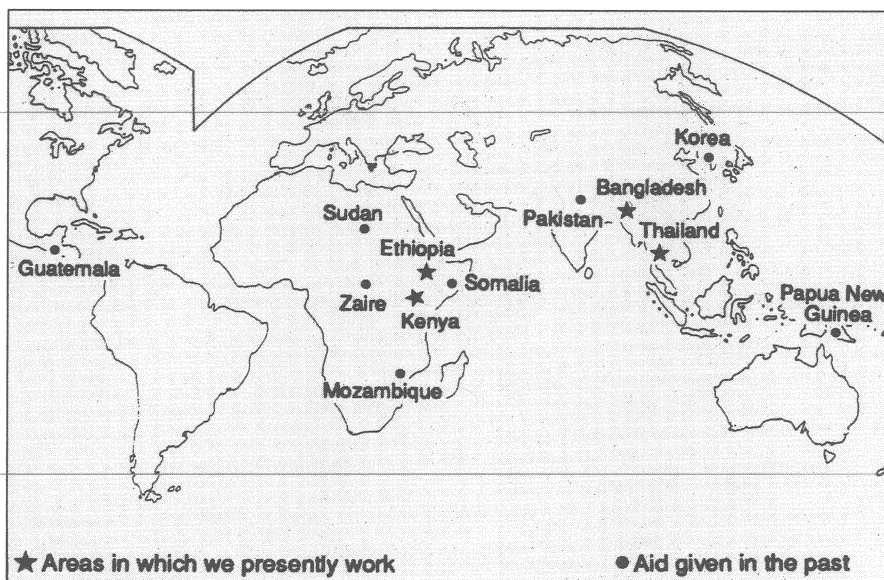 Korea
Bangladesh
Pakistan
Thailand
Sudan
Ethiopia
Guatemala
Zaire
Somalia
Kenya
Papua New
Guinea
Mozambique
★ Areas in which we presently work
● Aid given in the past